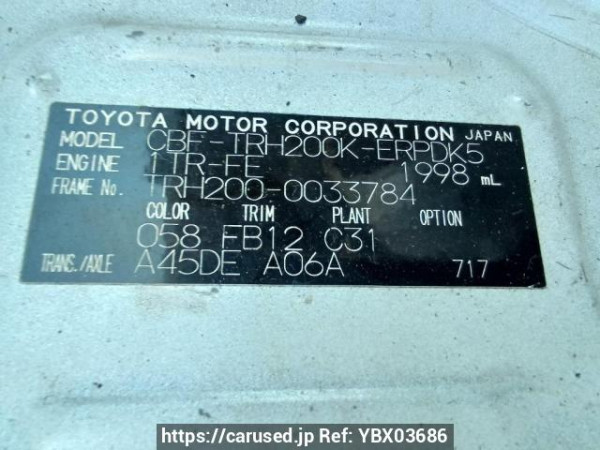 TOYOTA MOTOR CORPORATION JAPAN
MODEL CBF-TRH200K-ERPDK5
ENGINE 1TR-FE 1998 mL
FRAME No. TRH200-0033784
COLOR TRIM PLANT OPTION
058 FB12 C31
TRANS./AXLE A45DE A06A 717
https://carused.jp Ref: YBX03686